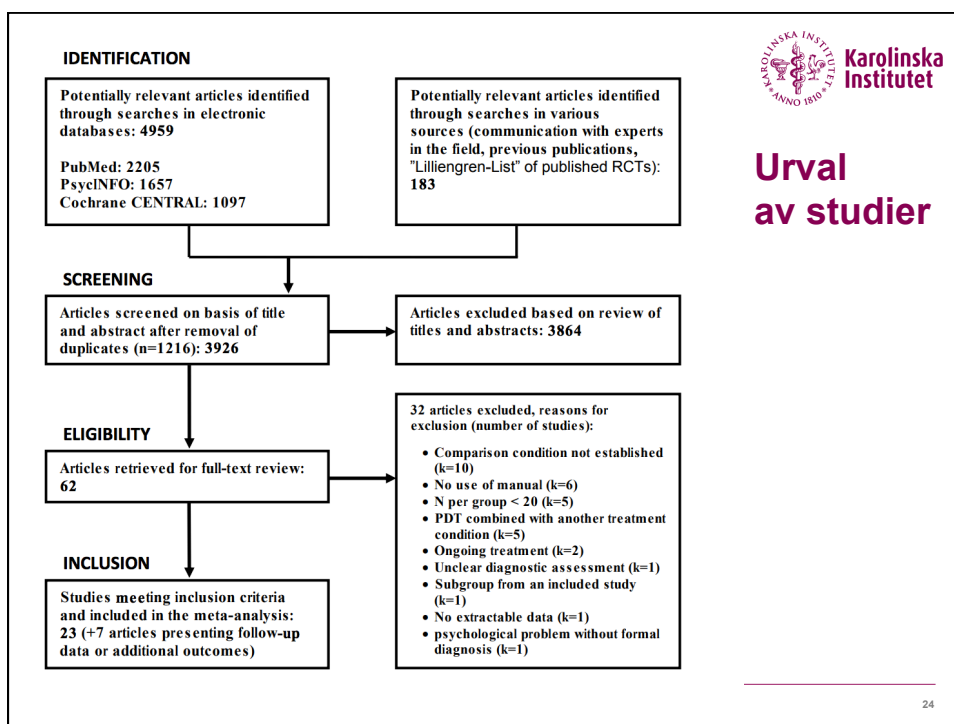 IDENTIFICATION
Potentially relevant articles identified
through searches in electronic
databases: 4959
PubMed: 2205
PsycINFO: 1657
Cochrane CENTRAL: 1097
Potentially relevant articles identified
through searches in various
sources (communication with experts
in the field, previous publications,
”Lilliengren-List” of published RCTs):
183
SCREENING
Articles screened on basis of title
and abstract after removal of
duplicates (n=1216): 3926
Articles excluded based on review of
titles and abstracts: 3864
ELIGIBILITY
Articles retrieved for full-text review:
62
32 articles excluded, reasons for
exclusion (number of studies):
• Comparison condition not established
(k=10)
• No use of manual (k=6)
• N per group < 20 (k=5)
• PDT combined with another treatment
condition (k=5)
• Ongoing treatment (k=2)
• Unclear diagnostic assessment (k=1)
• Subgroup from an included study
(k=1)
• No extractable data (k=1)
• psychological problem without formal
diagnosis (k=1)
INCLUSION
Studies meeting inclusion criteria
and included in the meta-analysis:
23 (+7 articles presenting follow-up
data or additional outcomes)
KAROLINSKA INSTITUTET
ANNO 1810
Karolinska
Institutet
Urval
av studier
24